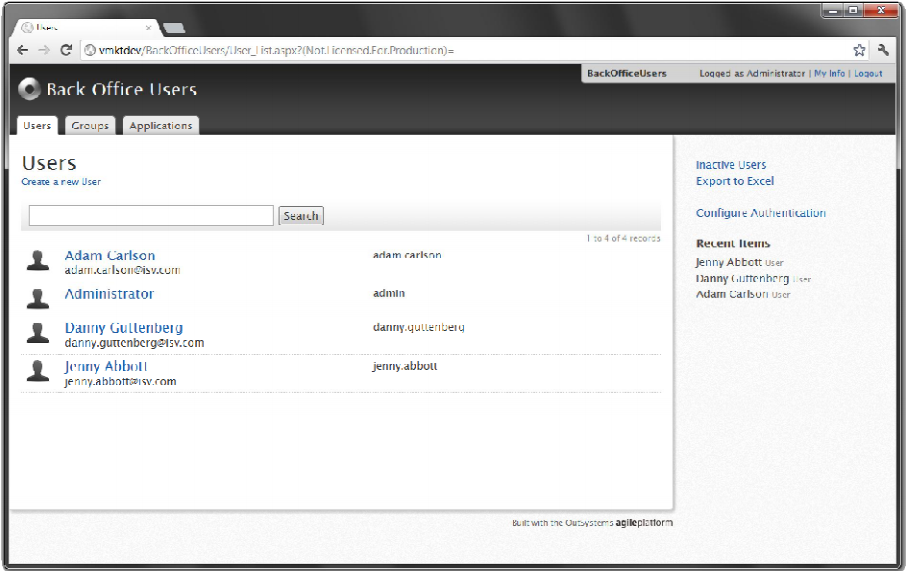 Users
vmktdev/BackOfficeUsers/User_List.aspx?(Not.Licensed.For.Production)=
BackOfficeUsers Logged as Administrator | My Info | Logout
Back Office Users
Users Groups Applications
Users
Create a new User
Search
1 to 4 of 4 records
Adam Carlson adam.carlson
adam.carlson@isv.com
Administrator admin
Danny Guttenberg danny.guttenberg
danny.guttenberg@isv.com
Jenny Abbott jenny.abbott
jenny.abbott@isv.com
Inactive Users
Export to Excel
Configure Authentication
Recent Items
Jenny Abbott User
Danny Guttenberg User
Adam Carlson User
Built with the OutSystems agileplatform